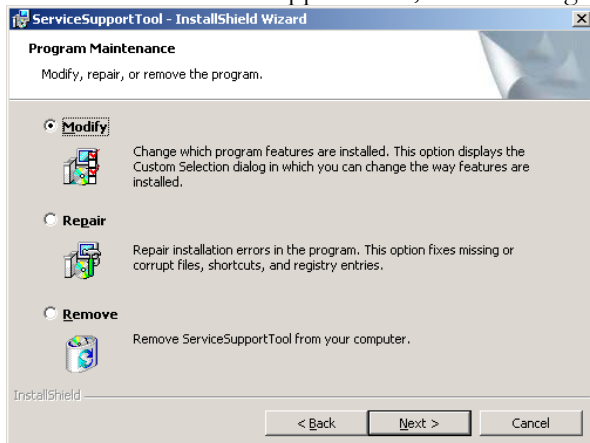 ServiceSupportTool - InstallShield Wizard
Program Maintenance
Modify, repair, or remove the program.
Modify
Change which program features are installed. This option displays the
Custom Selection dialog in which you can change the way features are
installed.
Repair
Repair installation errors in the program. This option fixes missing or
corrupt files, shortcuts, and registry entries.
Remove
Remove ServiceSupportTool from your computer.
InstallShield
< Back
Next >
Cancel